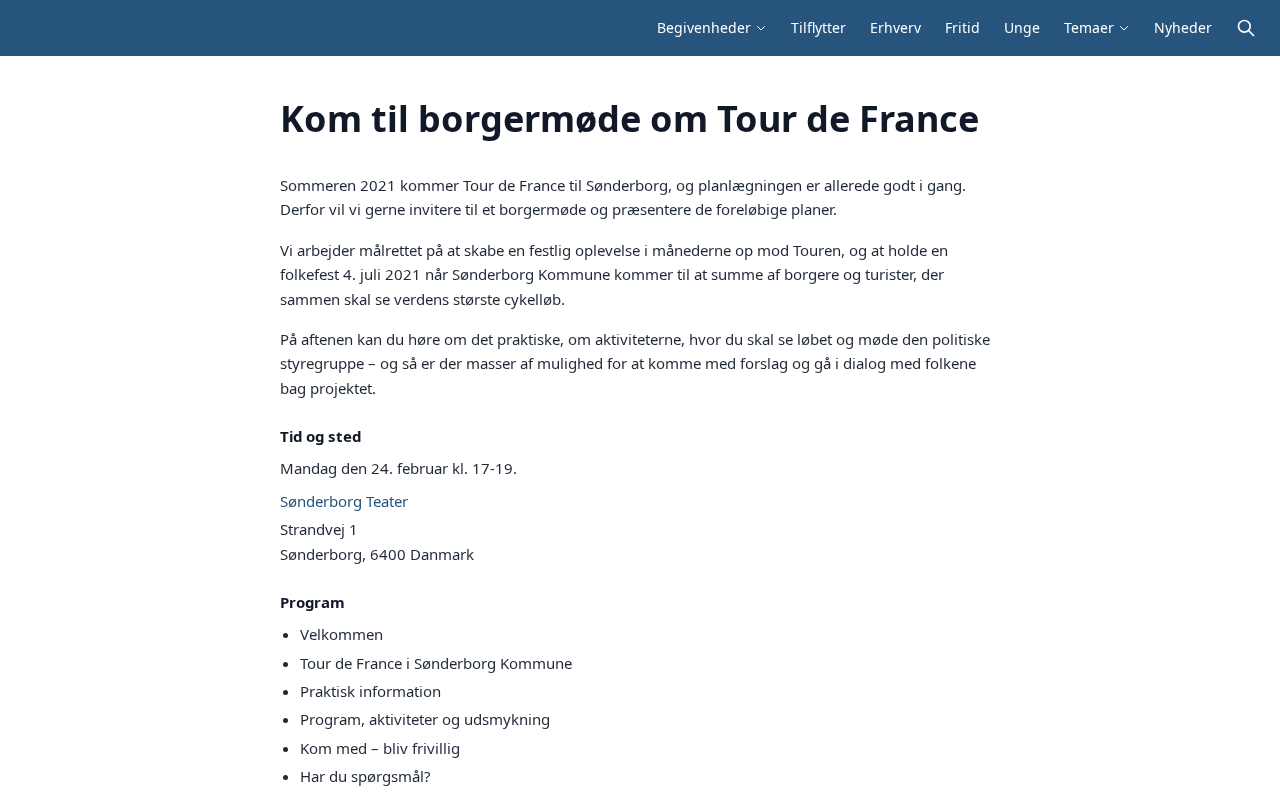 Begivenheder Tilflytter Erhverv Fritid Unge Temaer Nyheder
Kom til borgermøde om Tour de France
Sommeren 2021 kommer Tour de France til Sønderborg, og planlægningen er allerede godt i gang.
Derfor vil vi gerne invitere til et borgermøde og præsentere de foreløbige planer.
Vi arbejder målrettet på at skabe en festlig oplevelse i månederne op mod Touren, og at holde en
folkefest 4. juli 2021 når Sønderborg Kommune kommer til at summe af borgere og turister, der
sammen skal se verdens største cykelløb.
På aftenen kan du høre om det praktiske, om aktiviteterne, hvor du skal se løbet og møde den politiske
styregruppe – og så er der masser af mulighed for at komme med forslag og gå i dialog med folkene
bag projektet.
Tid og sted
Mandag den 24. februar kl. 17-19.
Sønderborg Teater
Strandvej 1
Sønderborg, 6400 Danmark
Program
• Velkommen
• Tour de France i Sønderborg Kommune
• Praktisk information
• Program, aktiviteter og udsmykning
• Kom med – bliv frivillig
• Har du spørgsmål?